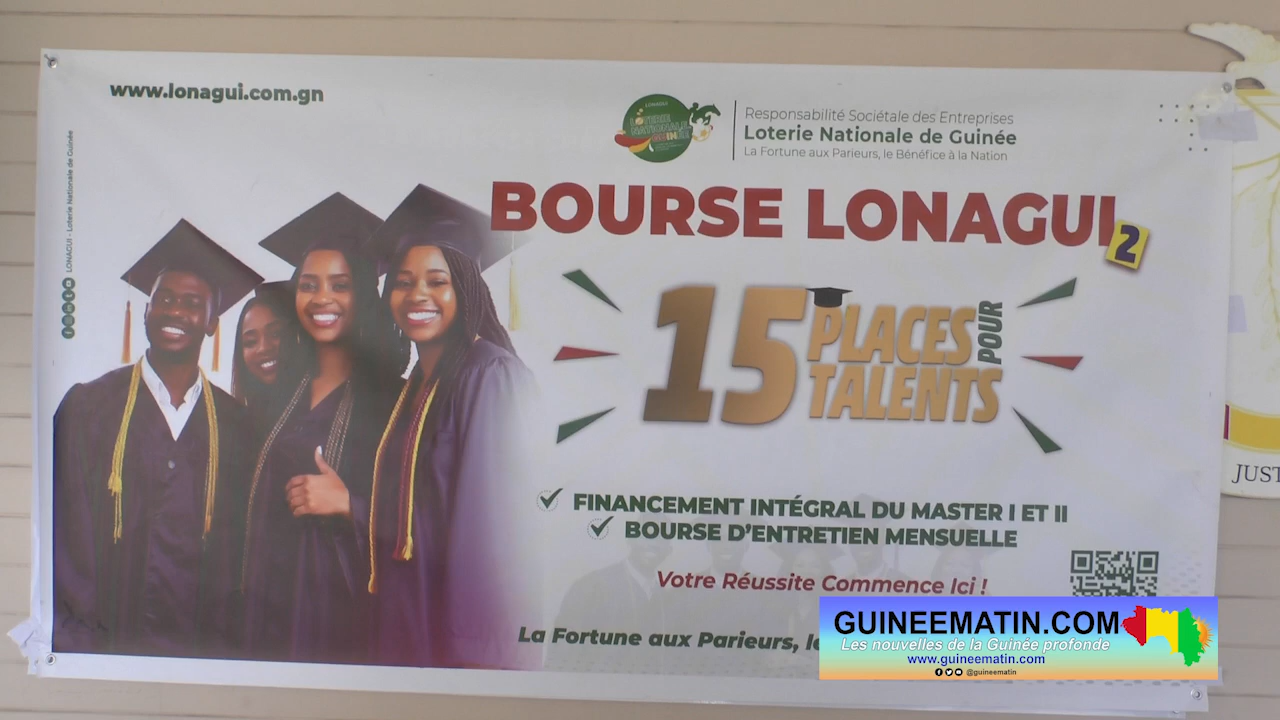 www.lonagui.com.gn
LONAGUI - Loterie Nationale de Guinée
LONAGUI
LOTERIE
NATIONALE
Responsabilité Sociétale des Entreprises
Loterie Nationale de Guinée
La Fortune aux Parieurs, le Bénéfice à la Nation
BOURSE LONAGUI
2
15 PLACES POUR
TALENTS
FINANCEMENT INTÉGRAL DU MASTER I ET II
BOURSE D'ENTRETIEN MENSUELLE
Votre Réussite Commence Ici !
La Fortune aux Parieurs, le
JUST
GUINEEMATIN.COM
Les nouvelles de la Guinée profonde
www.guineematin.com
@guineematin